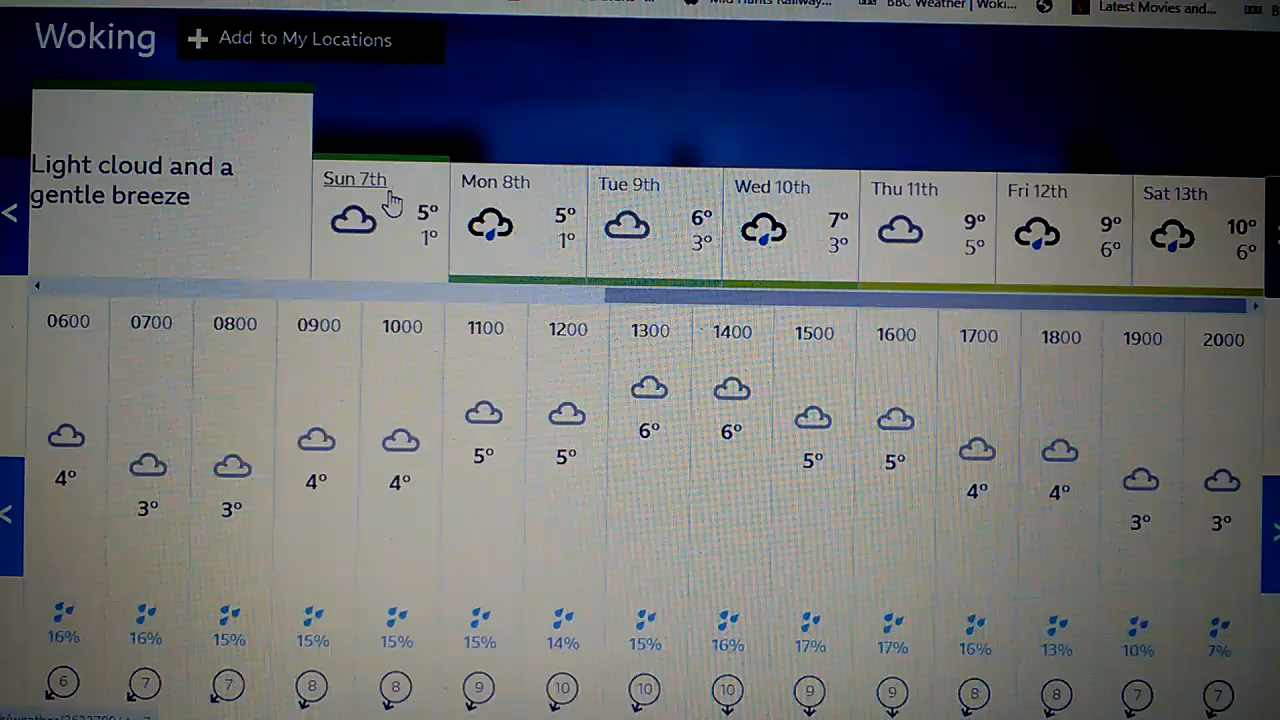 BBC Weather | Woki...
Latest Movies and...
Woking
+ Add to My Locations
Light cloud and a
gentle breeze
Sun 7th
5° 1°
Mon 8th
5° 1°
Tue 9th
6° 3°
Wed 10th
7° 3°
Thu 11th
9° 5°
Fri 12th
9° 6°
Sat 13th
10° 6°
0600 0700 0800 0900 1000 1100 1200 1300 1400 1500 1600 1700 1800 1900 2000
4° 3° 3° 4° 4° 5° 5° 6° 6° 5° 5° 4° 4° 3° 3°
16% 16% 15% 15% 15% 15% 14% 15% 16% 17% 17% 16% 13% 10% 7%
6 7 7 8 8 9 10 10 10 9 9 8 8 7 7